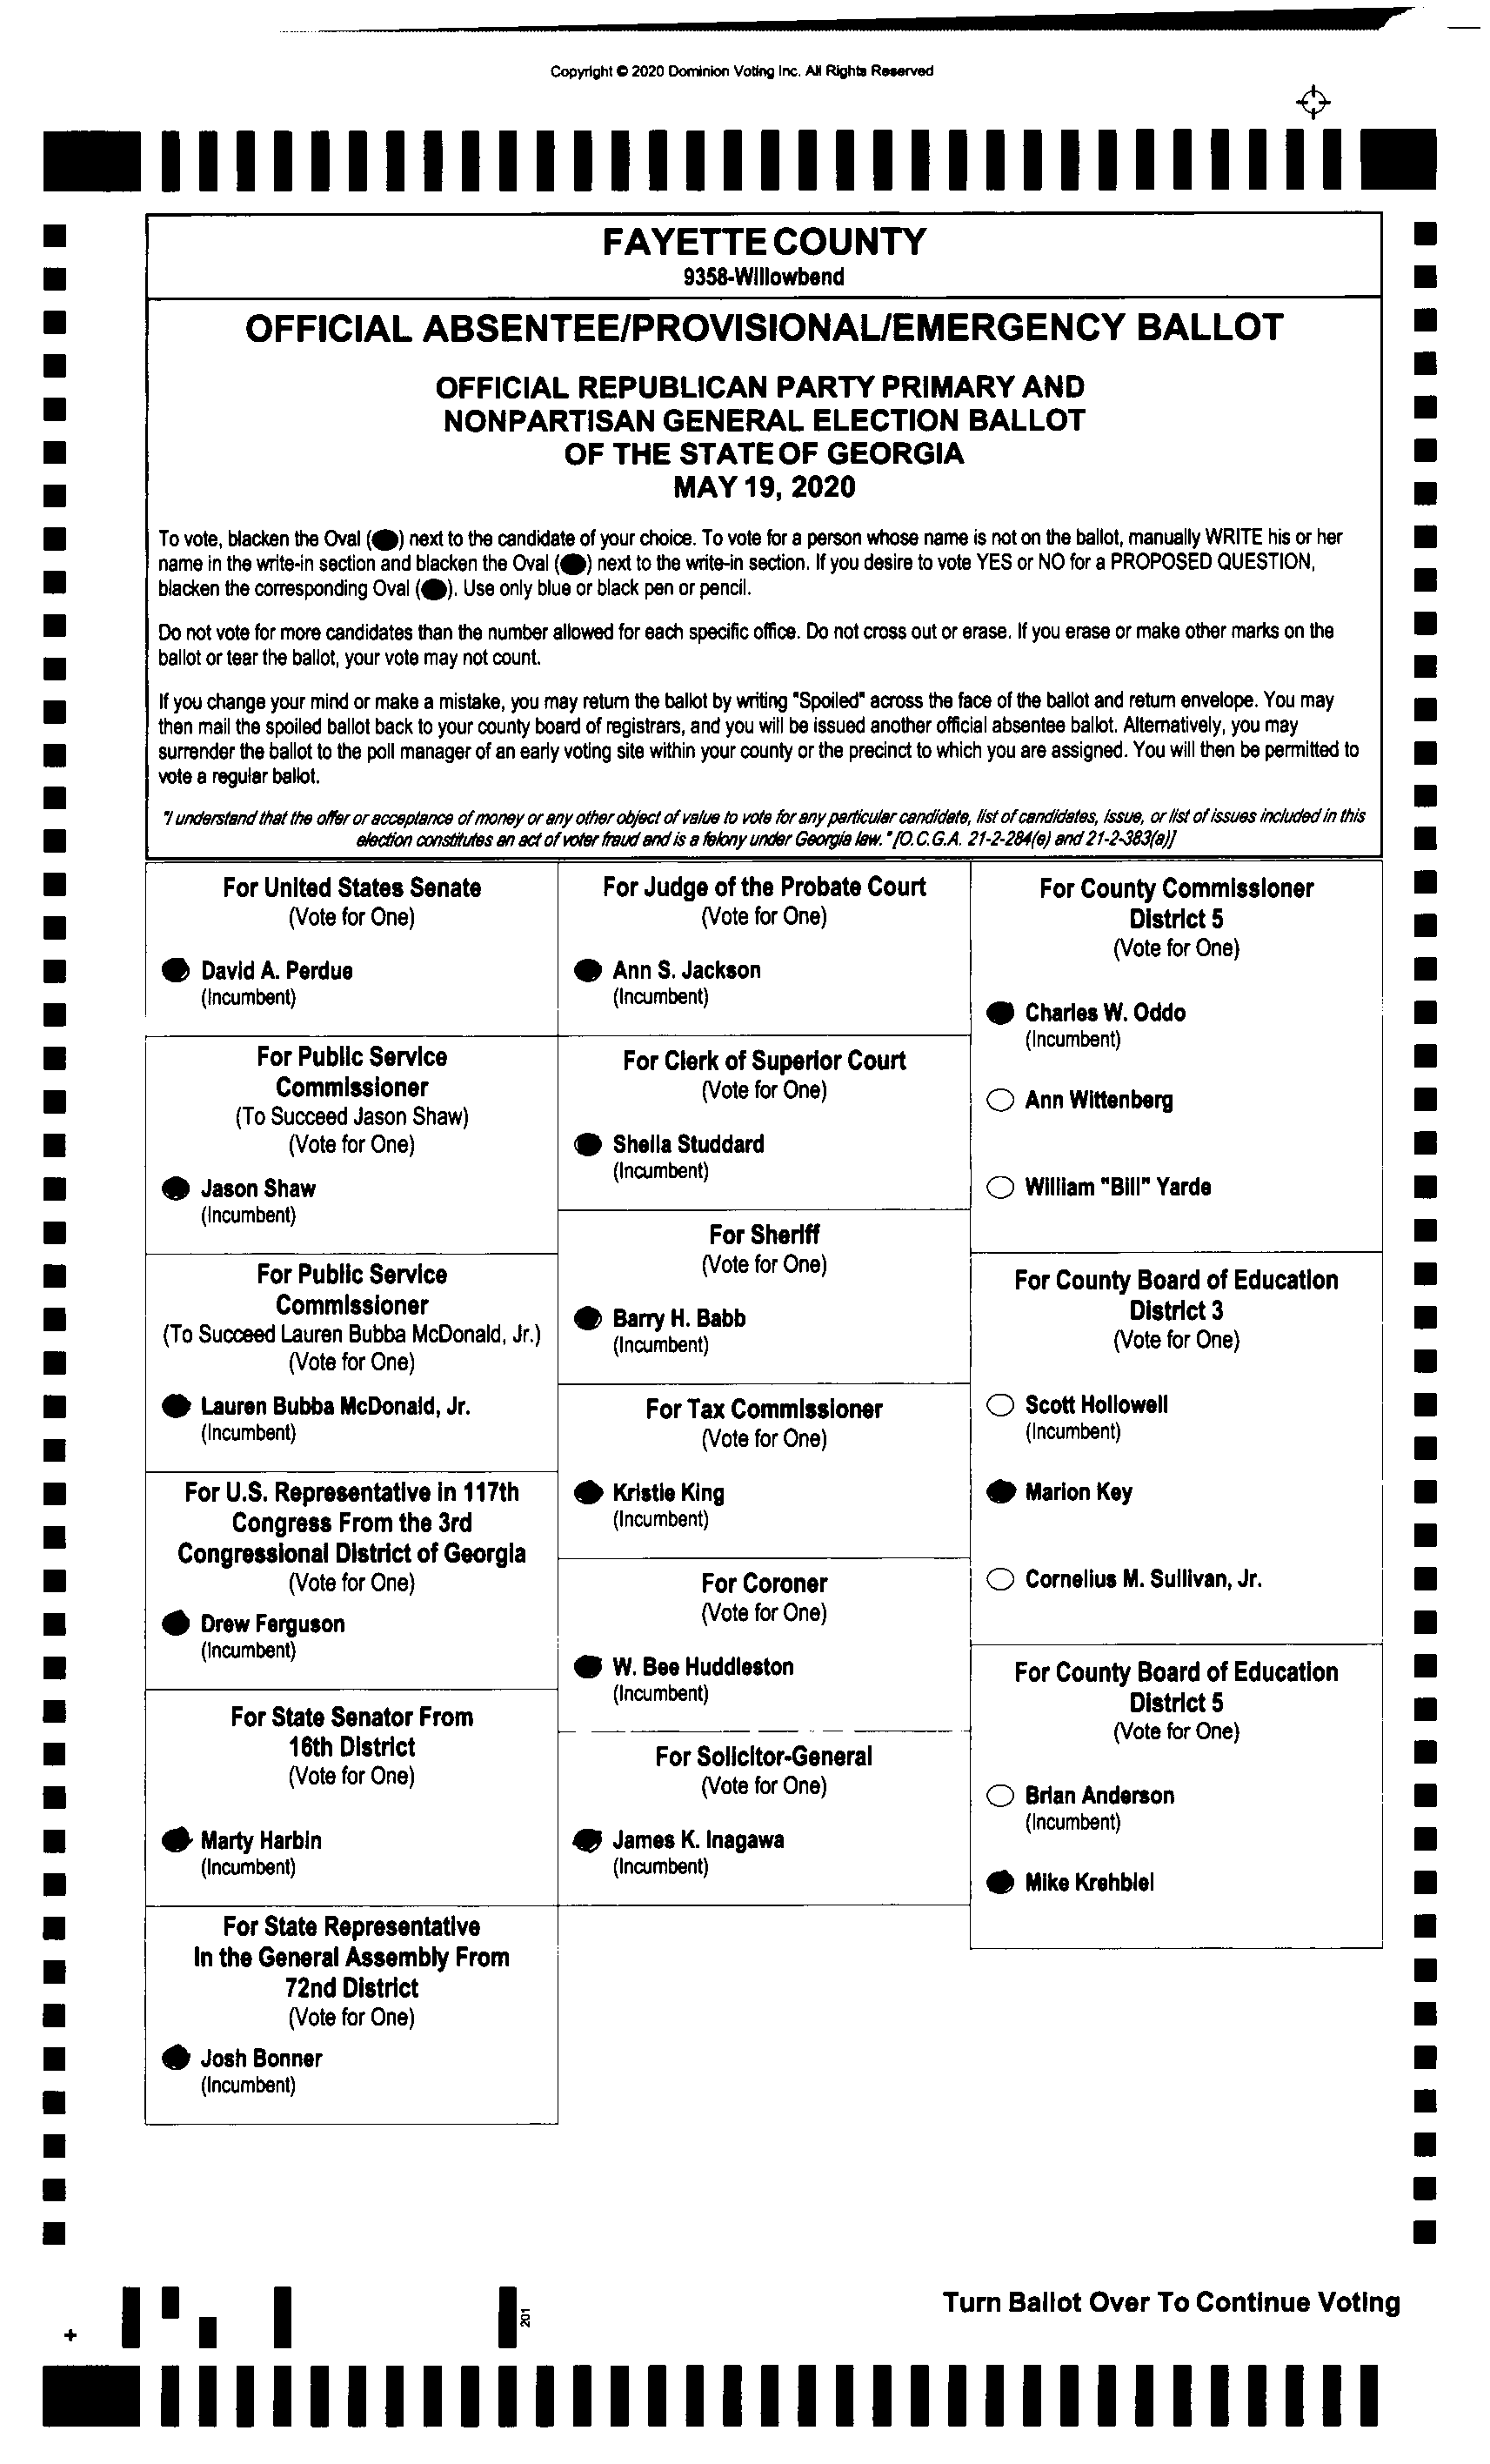 Copyright © 2020 Dominion Voting Inc. All Rights Reserved
FAYETTE COUNTY
9358-Willowbend
OFFICIAL ABSENTEE/PROVISIONAL/EMERGENCY BALLOT
OFFICIAL REPUBLICAN PARTY PRIMARY AND
NONPARTISAN GENERAL ELECTION BALLOT
OF THE STATE OF GEORGIA
MAY 19, 2020
To vote, blacken the Oval (●) next to the candidate of your choice. To vote for a person whose name is not on the ballot, manually WRITE his or her
name in the write-in section and blacken the Oval (●) next to the write-in section. If you desire to vote YES or NO for a PROPOSED QUESTION,
blacken the corresponding Oval (●). Use only blue or black pen or pencil.
Do not vote for more candidates than the number allowed for each specific office. Do not cross out or erase. If you erase or make other marks on the
ballot or tear the ballot, your vote may not count.
If you change your mind or make a mistake, you may return the ballot by writing "Spoiled" across the face of the ballot and return envelope. You may
then mail the spoiled ballot back to your county board of registrars, and you will be issued another official absentee ballot. Alternatively, you may
surrender the ballot to the poll manager of an early voting site within your county or the precinct to which you are assigned. You will then be permitted to
vote a regular ballot.
"I understand that the offer or acceptance of money or any other object of value to vote for any particular candidate, list of candidates, issue, or list of issues included in this
election constitutes an act of voter fraud and is a felony under Georgia law." [O.C.G.A. 21-2-284(e) and 21-2-383(a)]
For United States Senate
(Vote for One)
David A. Perdue
(Incumbent)
For Public Service
Commissioner
(To Succeed Jason Shaw)
(Vote for One)
Jason Shaw
(Incumbent)
For Public Service
Commissioner
(To Succeed Lauren Bubba McDonald, Jr.)
(Vote for One)
Lauren Bubba McDonald, Jr.
(Incumbent)
For U.S. Representative in 117th
Congress From the 3rd
Congressional District of Georgia
(Vote for One)
Drew Ferguson
(Incumbent)
For State Senator From
16th District
(Vote for One)
Marty Harbin
(Incumbent)
For State Representative
In the General Assembly From
72nd District
(Vote for One)
Josh Bonner
(Incumbent)
For Judge of the Probate Court
(Vote for One)
Ann S. Jackson
(Incumbent)
For Clerk of Superior Court
(Vote for One)
Sheila Studdard
(Incumbent)
For Sheriff
(Vote for One)
Barry H. Babb
(Incumbent)
For Tax Commissioner
(Vote for One)
Kristie King
(Incumbent)
For Coroner
(Vote for One)
W. Bee Huddleston
(Incumbent)
For Solicitor-General
(Vote for One)
James K. Inagawa
(Incumbent)
For County Commissioner
District 5
(Vote for One)
Charles W. Oddo
(Incumbent)
Ann Wittenberg
William "Bill" Yarde
For County Board of Education
District 3
(Vote for One)
Scott Hollowell
(Incumbent)
Marion Key
Cornelius M. Sullivan, Jr.
For County Board of Education
District 5
(Vote for One)
Brian Anderson
(Incumbent)
Mike Krehbiel
Turn Ballot Over To Continue Voting
201